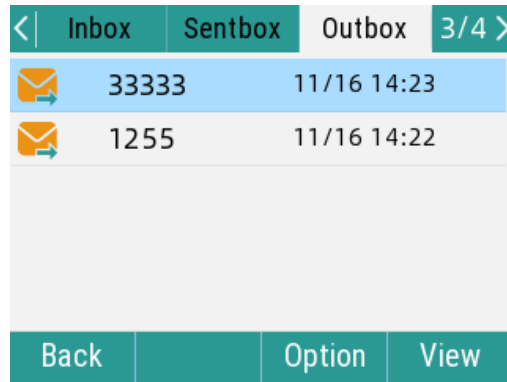 < Inbox Sentbox Outbox 3/4 >
33333 11/16 14:23
1255 11/16 14:22
Back Option View